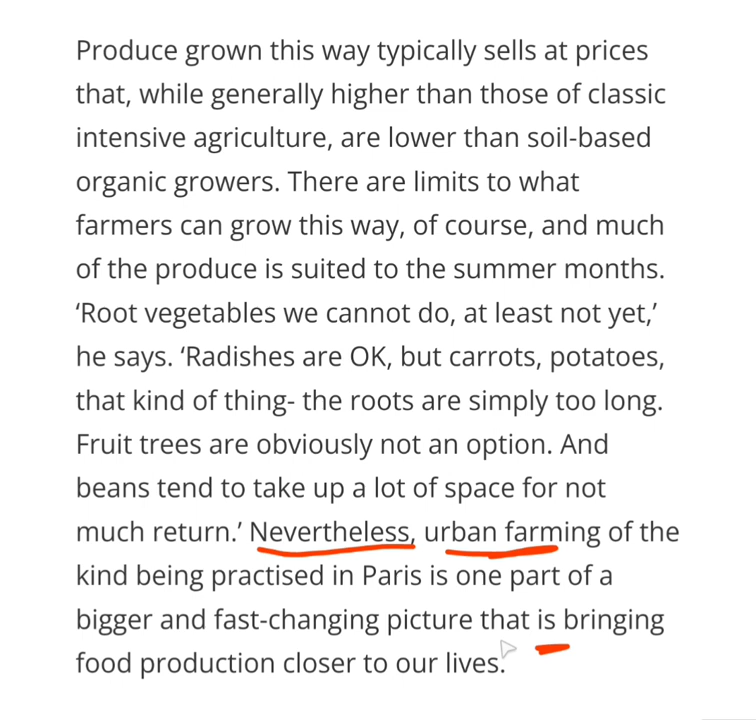 Produce grown this way typically sells at prices
that, while generally higher than those of classic
intensive agriculture, are lower than soil-based
organic growers. There are limits to what
farmers can grow this way, of course, and much
of the produce is suited to the summer months.
‘Root vegetables we cannot do, at least not yet,’
he says. ‘Radishes are OK, but carrots, potatoes,
that kind of thing- the roots are simply too long.
Fruit trees are obviously not an option. And
beans tend to take up a lot of space for not
much return.’ Nevertheless, urban farming of the
kind being practised in Paris is one part of a
bigger and fast-changing picture that is bringing
food production closer to our lives.